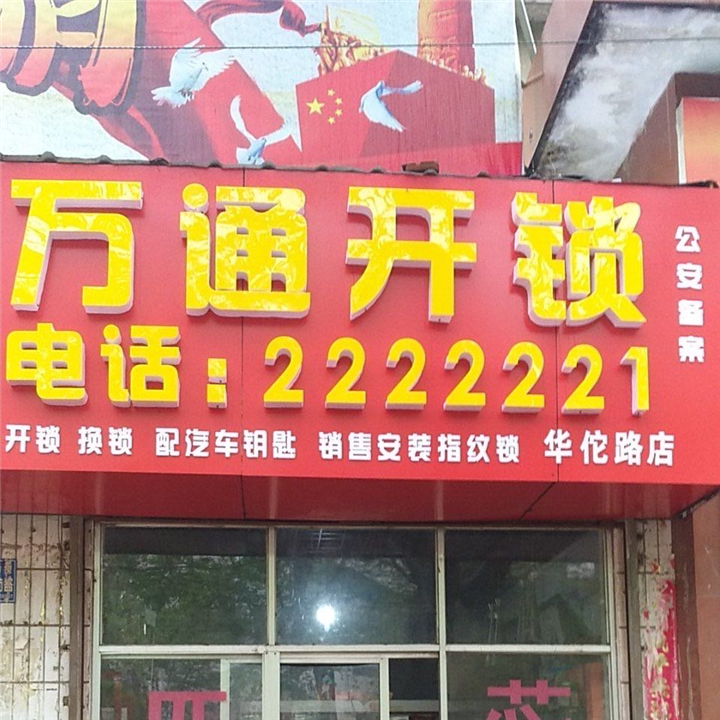 万通开锁
公安备案
电话:2222221
开锁 换锁 配汽车钥匙 销售安装指纹锁 华佗路店